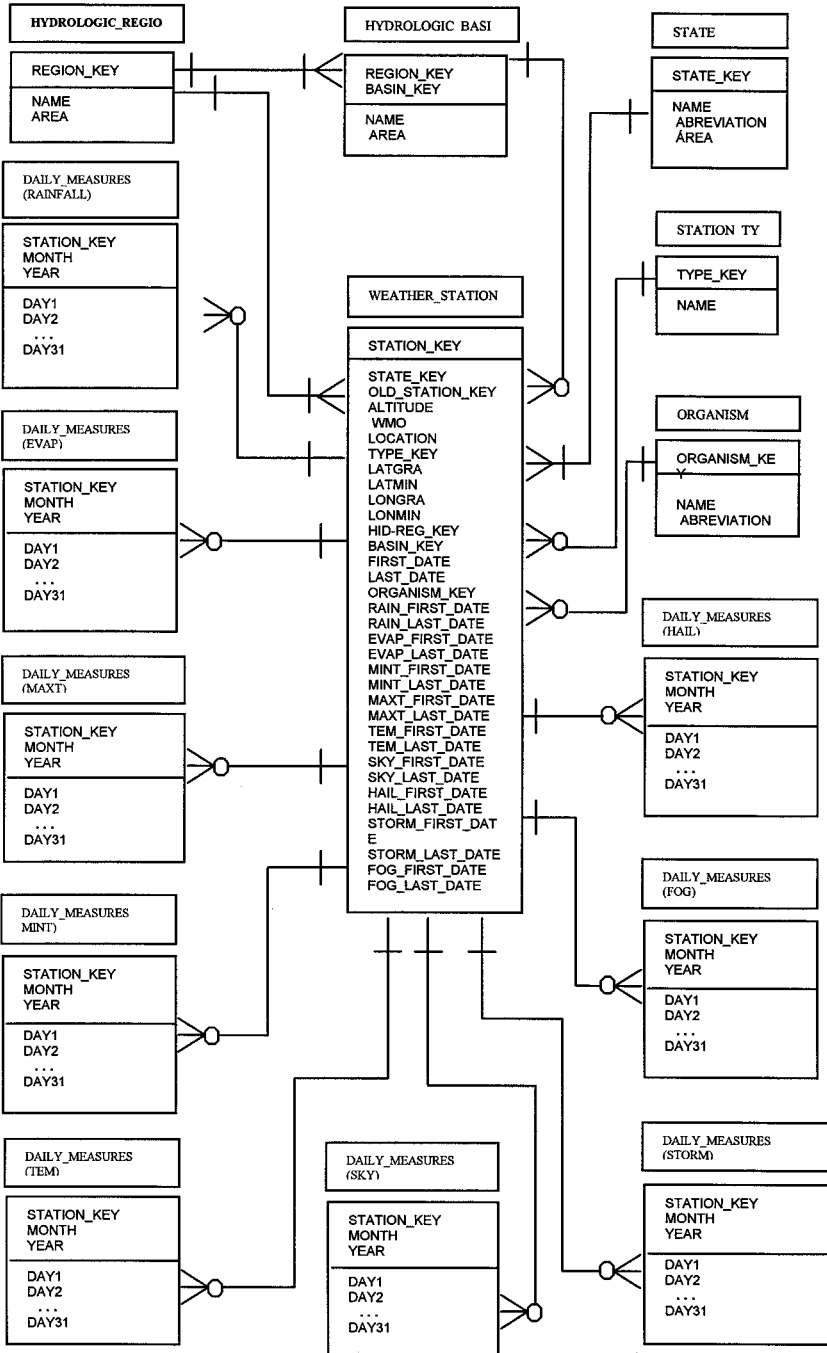 HYDROLOGIC_REGIO
REGION_KEY
NAME
AREA
HYDROLOGIC BASI
REGION_KEY
BASIN_KEY
NAME
AREA
STATE
STATE_KEY
NAME
ABREVIATION
ÁREA
DAILY_MEASURES
(RAINFALL)
STATION_KEY
MONTH
YEAR
DAY1
DAY2
...
DAY31
STATION TY
TYPE_KEY
NAME
WEATHER_STATION
STATION_KEY
STATE_KEY
OLD_STATION_KEY
ALTITUDE
WMO
LOCATION
TYPE_KEY
LATGRA
LATMIN
LONGRA
LONMIN
HID-REG_KEY
BASIN_KEY
FIRST_DATE
LAST_DATE
ORGANISM_KEY
RAIN_FIRST_DATE
RAIN_LAST_DATE
EVAP_FIRST_DATE
EVAP_LAST_DATE
MINT_FIRST_DATE
MINT_LAST_DATE
MAXT_FIRST_DATE
MAXT_LAST_DATE
TEM_FIRST_DATE
TEM_LAST_DATE
SKY_FIRST_DATE
SKY_LAST_DATE
HAIL_FIRST_DATE
HAIL_LAST_DATE
STORM_FIRST_DAT
E
STORM_LAST_DATE
FOG_FIRST_DATE
FOG_LAST_DATE
ORGANISM
ORGANISM_KE
Y
NAME
ABREVIATION
DAILY_MEASURES
(EVAP)
STATION_KEY
MONTH
YEAR
DAY1
DAY2
...
DAY31
DAILY_MEASURES
(HAIL)
STATION_KEY
MONTH
YEAR
DAY1
DAY2
...
DAY31
DAILY_MEASURES
(MAXT)
STATION_KEY
MONTH
YEAR
DAY1
DAY2
...
DAY31
DAILY_MEASURES
(FOG)
STATION_KEY
MONTH
YEAR
DAY1
DAY2
...
DAY31
DAILY_MEASURES
MINT)
STATION_KEY
MONTH
YEAR
DAY1
DAY2
...
DAY31
DAILY_MEASURES
(STORM)
STATION_KEY
MONTH
YEAR
DAY1
DAY2
...
DAY31
DAILY_MEASURES
(TEM)
STATION_KEY
MONTH
YEAR
DAY1
DAY2
...
DAY31
DAILY_MEASURES
(SKY)
STATION_KEY
MONTH
YEAR
DAY1
DAY2
...
DAY31